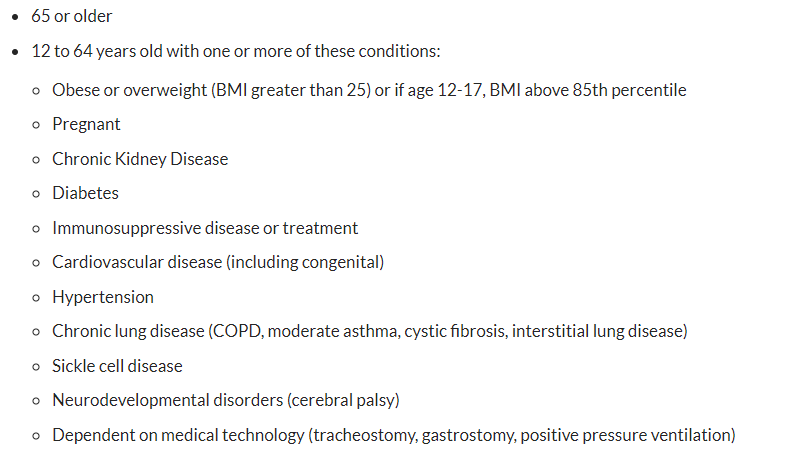 65 or older
12 to 64 years old with one or more of these conditions:
Obese or overweight (BMI greater than 25) or if age 12-17, BMI above 85th percentile
Pregnant
Chronic Kidney Disease
Diabetes
Immunosuppressive disease or treatment
Cardiovascular disease (including congenital)
Hypertension
Chronic lung disease (COPD, moderate asthma, cystic fibrosis, interstitial lung disease)
Sickle cell disease
Neurodevelopmental disorders (cerebral palsy)
Dependent on medical technology (tracheostomy, gastrostomy, positive pressure ventilation)